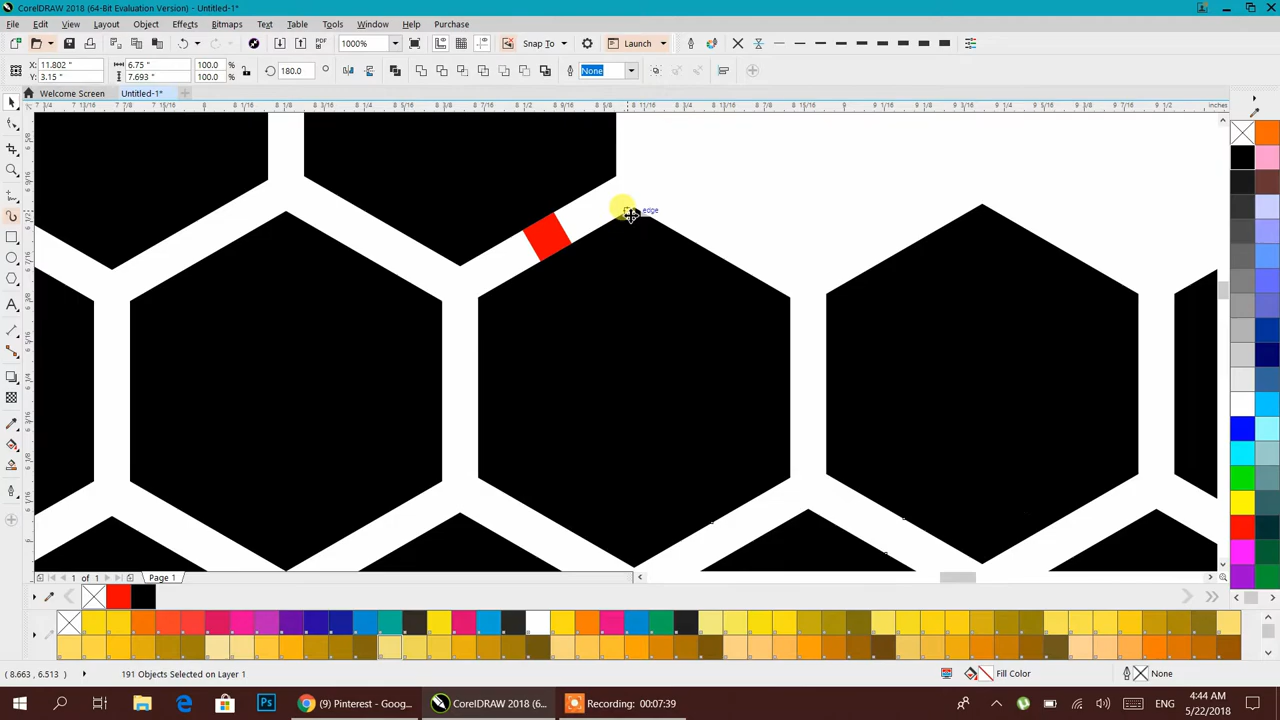 CorelDRAW 2018 (64-Bit Evaluation Version) - Untitled-1*
File Edit View Layout Object Effects Bitmaps Text Table Tools Window Help Purchase
PDF 1000% Snap To Launch
X: 11.802 " 6.75 " 100.0 % 180.0 ° None
Y: 3.15 " 7.693 " 100.0 %
Welcome Screen Untitled-1*
inches
edge
1 of 1 Page 1
(8.663 , 6.513 ) 191 Objects Selected on Layer Fill Color None
(9) Pinterest - Goog... CorelDRAW 2018 (6... Recording: 00:07:39 ENG 4:44 AM
5/22/2018